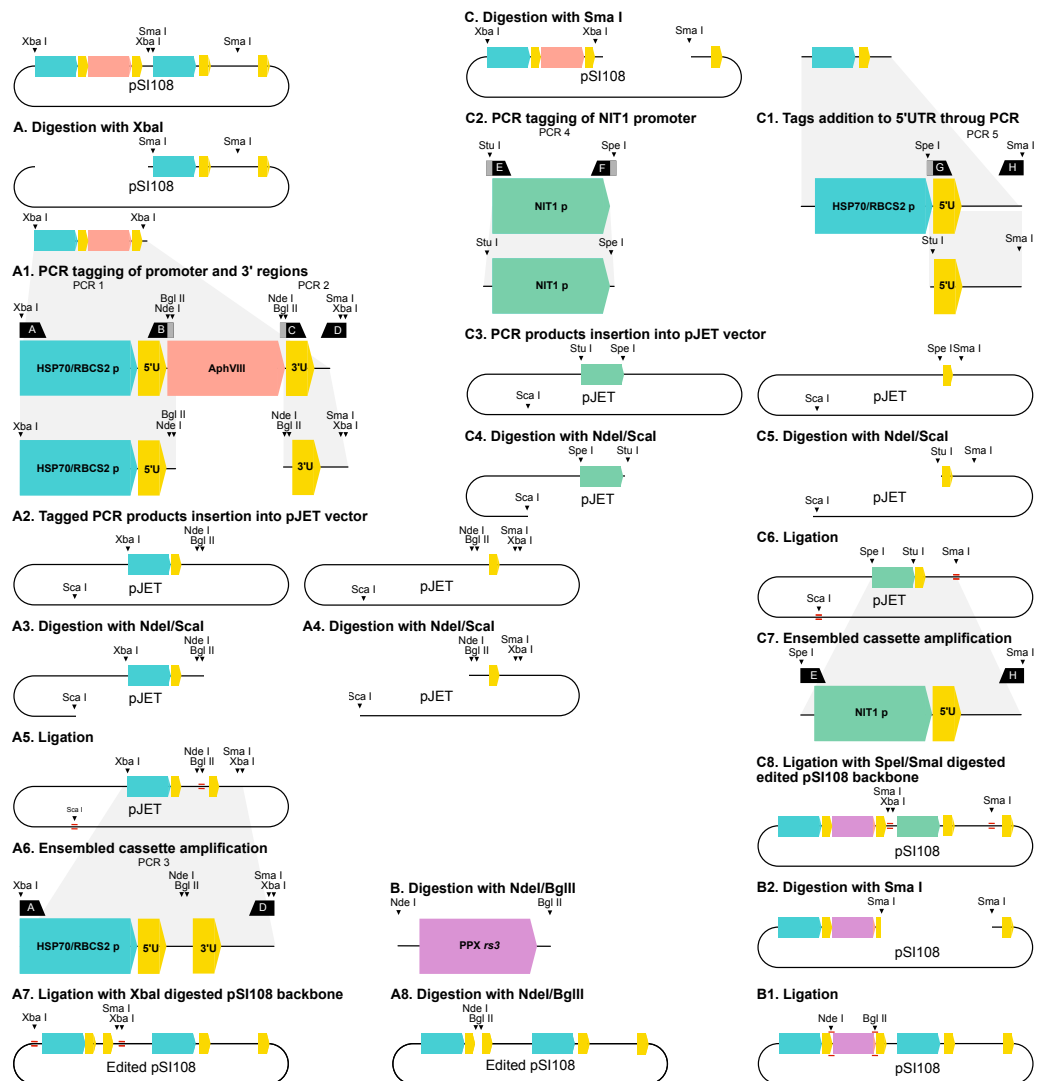 Xba I
Sma I
Xba I
Sma I
pSI108
A. Digestion with XbaI
Sma I
Sma I
pSI108
Xba I
Xba I
A1. PCR tagging of promoter and 3' regions
PCR 1
PCR 2
Xba I
Bgl II
Nde I
Nde I
Bgl II
Sma I
Xba I
A
B
C
D
HSP70/RBCS2 p
5'U
AphVIII
3'U
Xba I
Bgl II
Nde I
Nde I
Bgl II
Sma I
Xba I
HSP70/RBCS2 p
5'U
3'U
A2. Tagged PCR products insertion into pJET vector
Xba I
Nde I
Bgl II
Sca I
pJET
Nde I
Bgl II
Sma I
Xba I
Sca I
pJET
A3. Digestion with NdeI/ScaI
Xba I
Nde I
Bgl II
Sca I
pJET
A4. Digestion with NdeI/ScaI
Nde I
Bgl II
Sma I
Xba I
Sca I
pJET
A5. Ligation
Xba I
Nde I
Bgl II
Sma I
Xba I
Sca I
pJET
A6. Ensembled cassette amplification
PCR 3
Xba I
Nde I
Bgl II
Sma I
Xba I
A
D
HSP70/RBCS2 p
5'U
3'U
A7. Ligation with XbaI digested pSI108 backbone
Xba I
Sma I
Xba I
Edited pSI108
B. Digestion with NdeI/BglII
Nde I
Bgl II
PPX rs3
A8. Digestion with NdeI/BglII
Nde I
Bgl II
Edited pSI108
C. Digestion with Sma I
Xba I
Xba I
Sma I
pSI108
C2. PCR tagging of NIT1 promoter
PCR 4
Stu I
Spe I
E
F
NIT1 p
Stu I
Spe I
NIT1 p
C1. Tags addition to 5'UTR throug PCR
PCR 5
Spe I
Sma I
G
H
HSP70/RBCS2 p
5'U
Stu I
Sma I
5'U
C3. PCR products insertion into pJET vector
Stu I
Spe I
Sca I
pJET
Spe I
Sma I
Sca I
pJET
C4. Digestion with NdeI/ScaI
Spe I
Stu I
Sca I
pJET
C5. Digestion with NdeI/ScaI
Stu I
Sma I
Sca I
pJET
C6. Ligation
Spe I
Stu I
Sma I
Sca I
pJET
C7. Ensembled cassette amplification
Spe I
Sma I
E
H
NIT1 p
5'U
C8. Ligation with SpeI/SmaI digested
edited pSI108 backbone
Sma I
Xba I
Sma I
pSI108
B2. Digestion with Sma I
Sma I
Sma I
pSI108
B1. Ligation
Nde I
Bgl II
pSI108